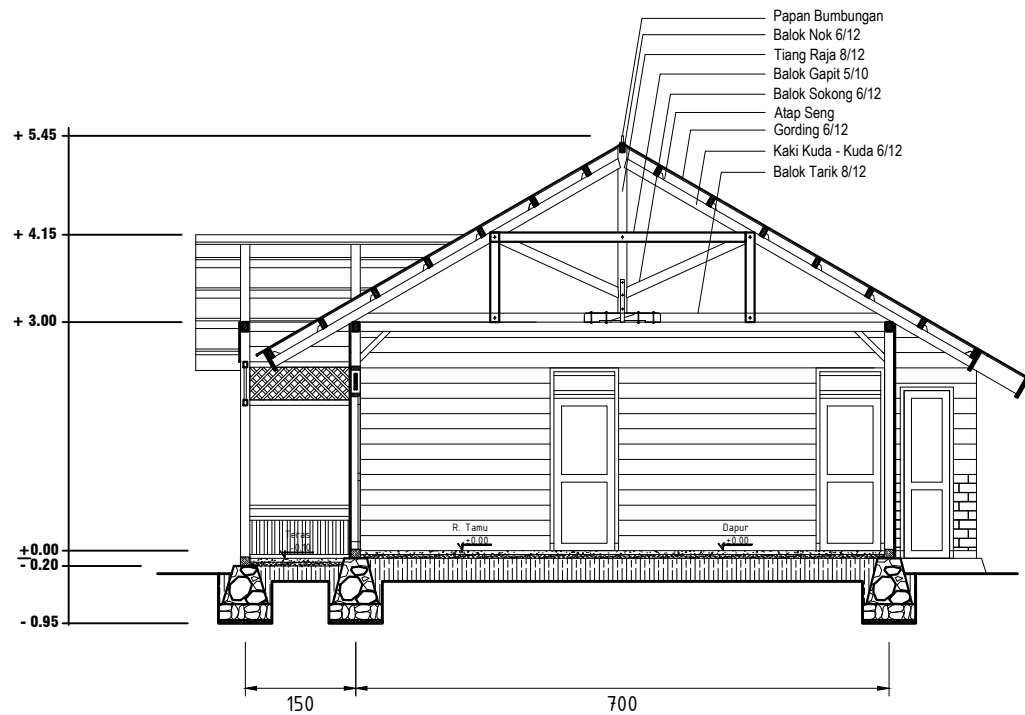 Papan Bumbungan
Balok Nok 6/12
Tiang Raja 8/12
Balok Gapit 5/10
Balok Sokong 6/12
Atap Seng
Gording 6/12
Kaki Kuda - Kuda 6/12
Balok Tarik 8/12
+ 5.45
+ 4.15
+ 3.00
R. Tamu
+0.00
Dapur
+0.00
Teras
+0.00
- 0.20
- 0.95
150
700